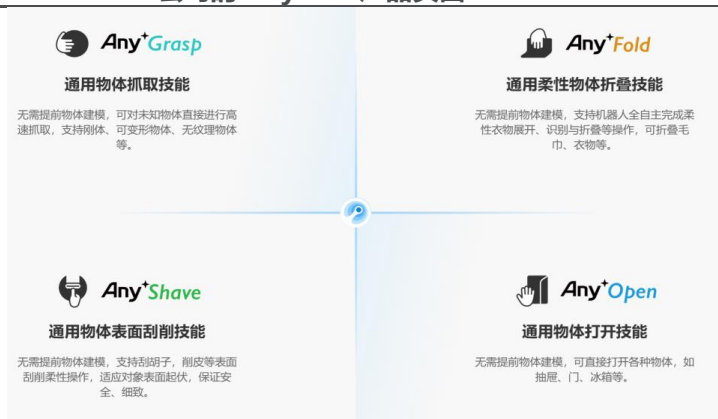 Any+Grasp
通用物体抓取技能
无需提前物体建模，可对未知物体直接进行高
速抓取，支持刚体、可变形物体、无纹理物体
等。
Any+Fold
通用柔性物体折叠技能
无需提前物体建模，支持机器人全自主完成柔
性衣物展开、识别与折叠等操作，可折叠毛
巾、衣物等。
Any+Shave
通用物体表面刮削技能
无需提前物体建模，支持刮胡子，削皮等表面
刮削柔性操作，适应对象表面起伏，保证安
全、细致。
Any+Open
通用物体打开技能
无需提前物体建模，可直接打开各种物体，如
抽屉、门、冰箱等。